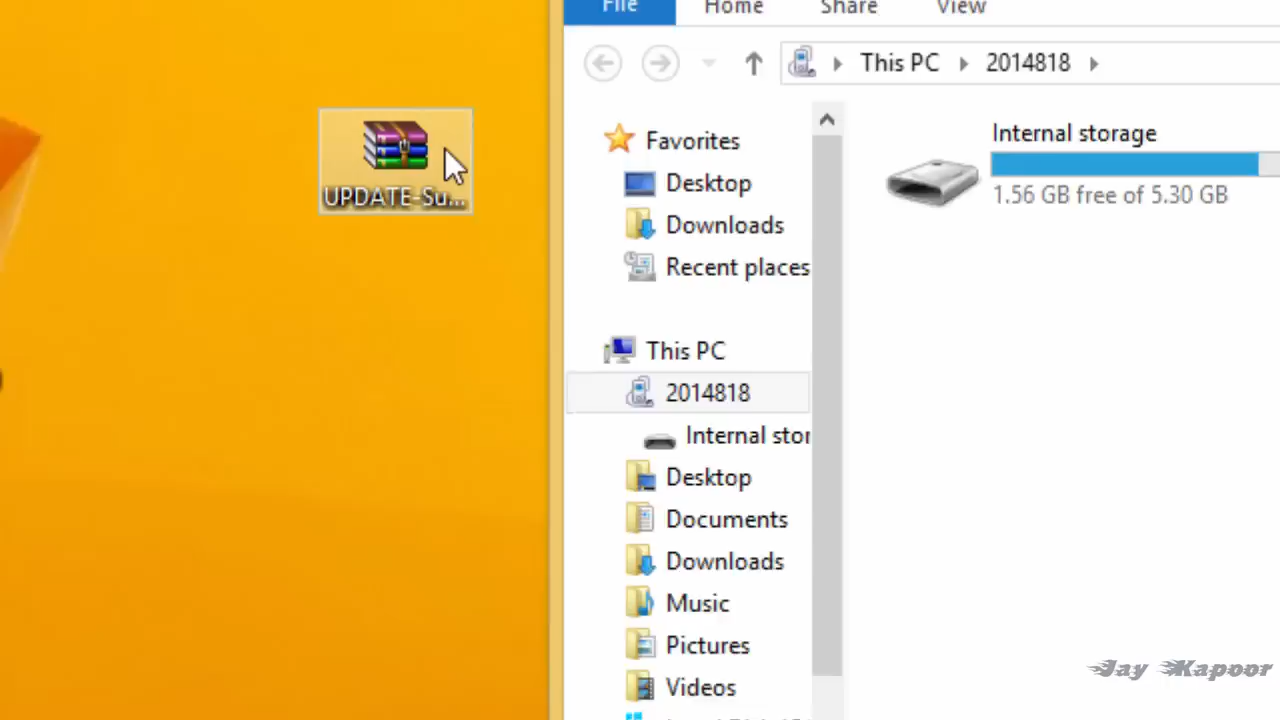 File Home Share View
This PC 2014818
UPDATE-Su...
Favorites
Desktop
Downloads
Recent places
This PC
2014818
Internal stor
Desktop
Documents
Downloads
Music
Pictures
Videos
Internal storage
1.56 GB free of 5.30 GB
Jay Kapoor